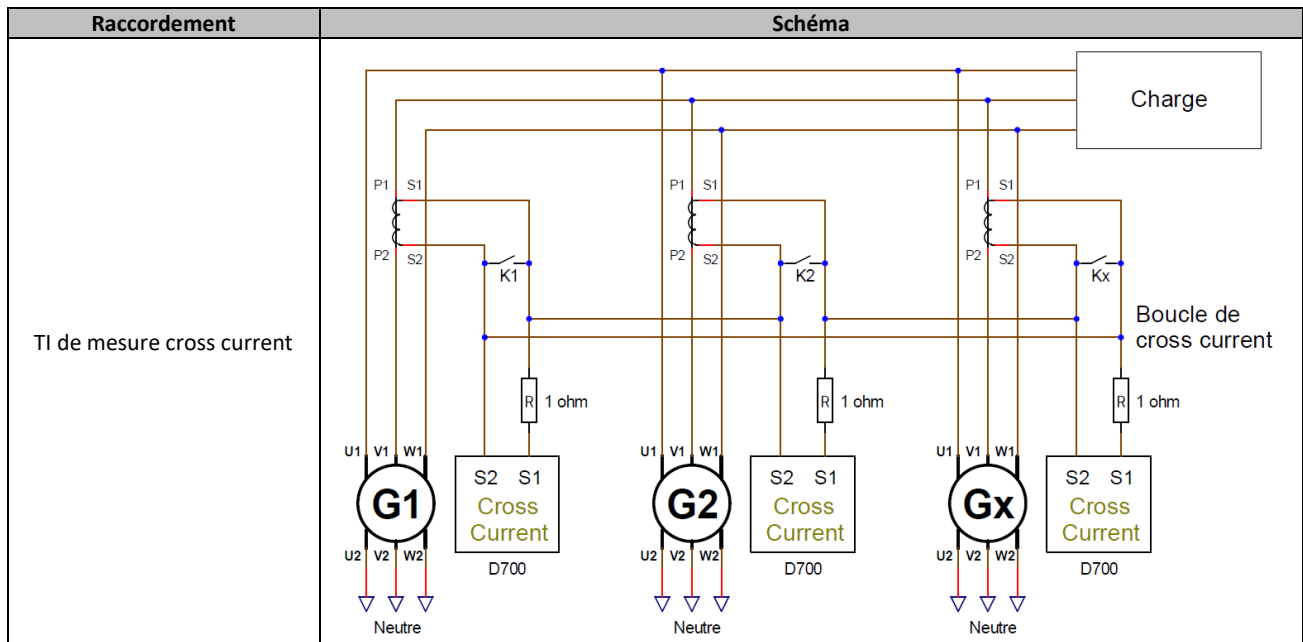 Raccordement Schéma
Charge
P1 S1 P1 S1 P1 S1
P2 S2 P2 S2 P2 S2
K1 K2 Kx
Boucle de
cross current
TI de mesure cross current
R 1 ohm R 1 ohm R 1 ohm
U1 V1 W1 U1 V1 W1 U1 V1 W1
S2 S1 S2 S1 S2 S1
G1 G2 Gx
Cross Cross Cross
Current Current Current
U2 V2 W2 U2 V2 W2 U2 V2 W2
D700 D700 D700
Neutre Neutre Neutre